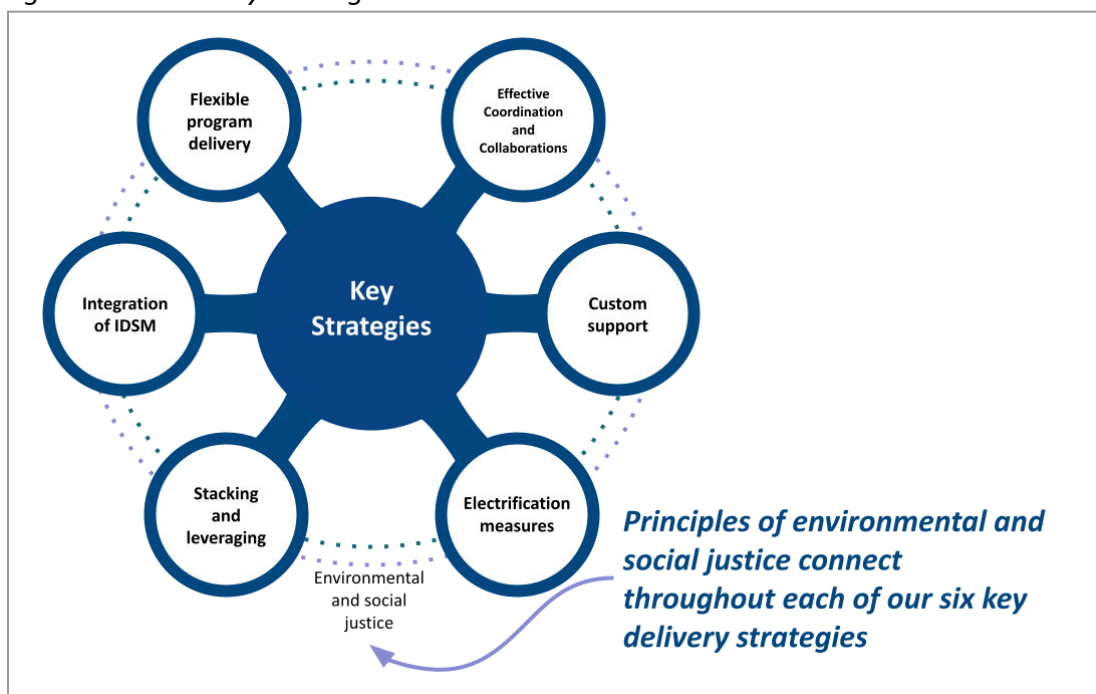 Flexible
program
delivery
Effective
Coordination
and
Collaborations
Integration
of IDSM
Key
Strategies
Custom
support
Stacking
and
leveraging
Electrification
measures
Environmental
and social
justice
Principles of environmental and
social justice connect
throughout each of our six key
delivery strategies